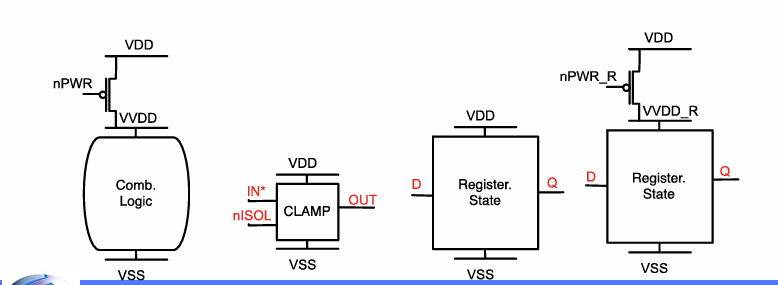 VDD
nPWR
VVDD
Comb.
Logic
VSS
VDD
IN*
nISOL
CLAMP
OUT
VSS
VDD
D
Register.
State
Q
VSS
VDD
nPWR_R
VVDD_R
D
Register.
State
Q
VSS